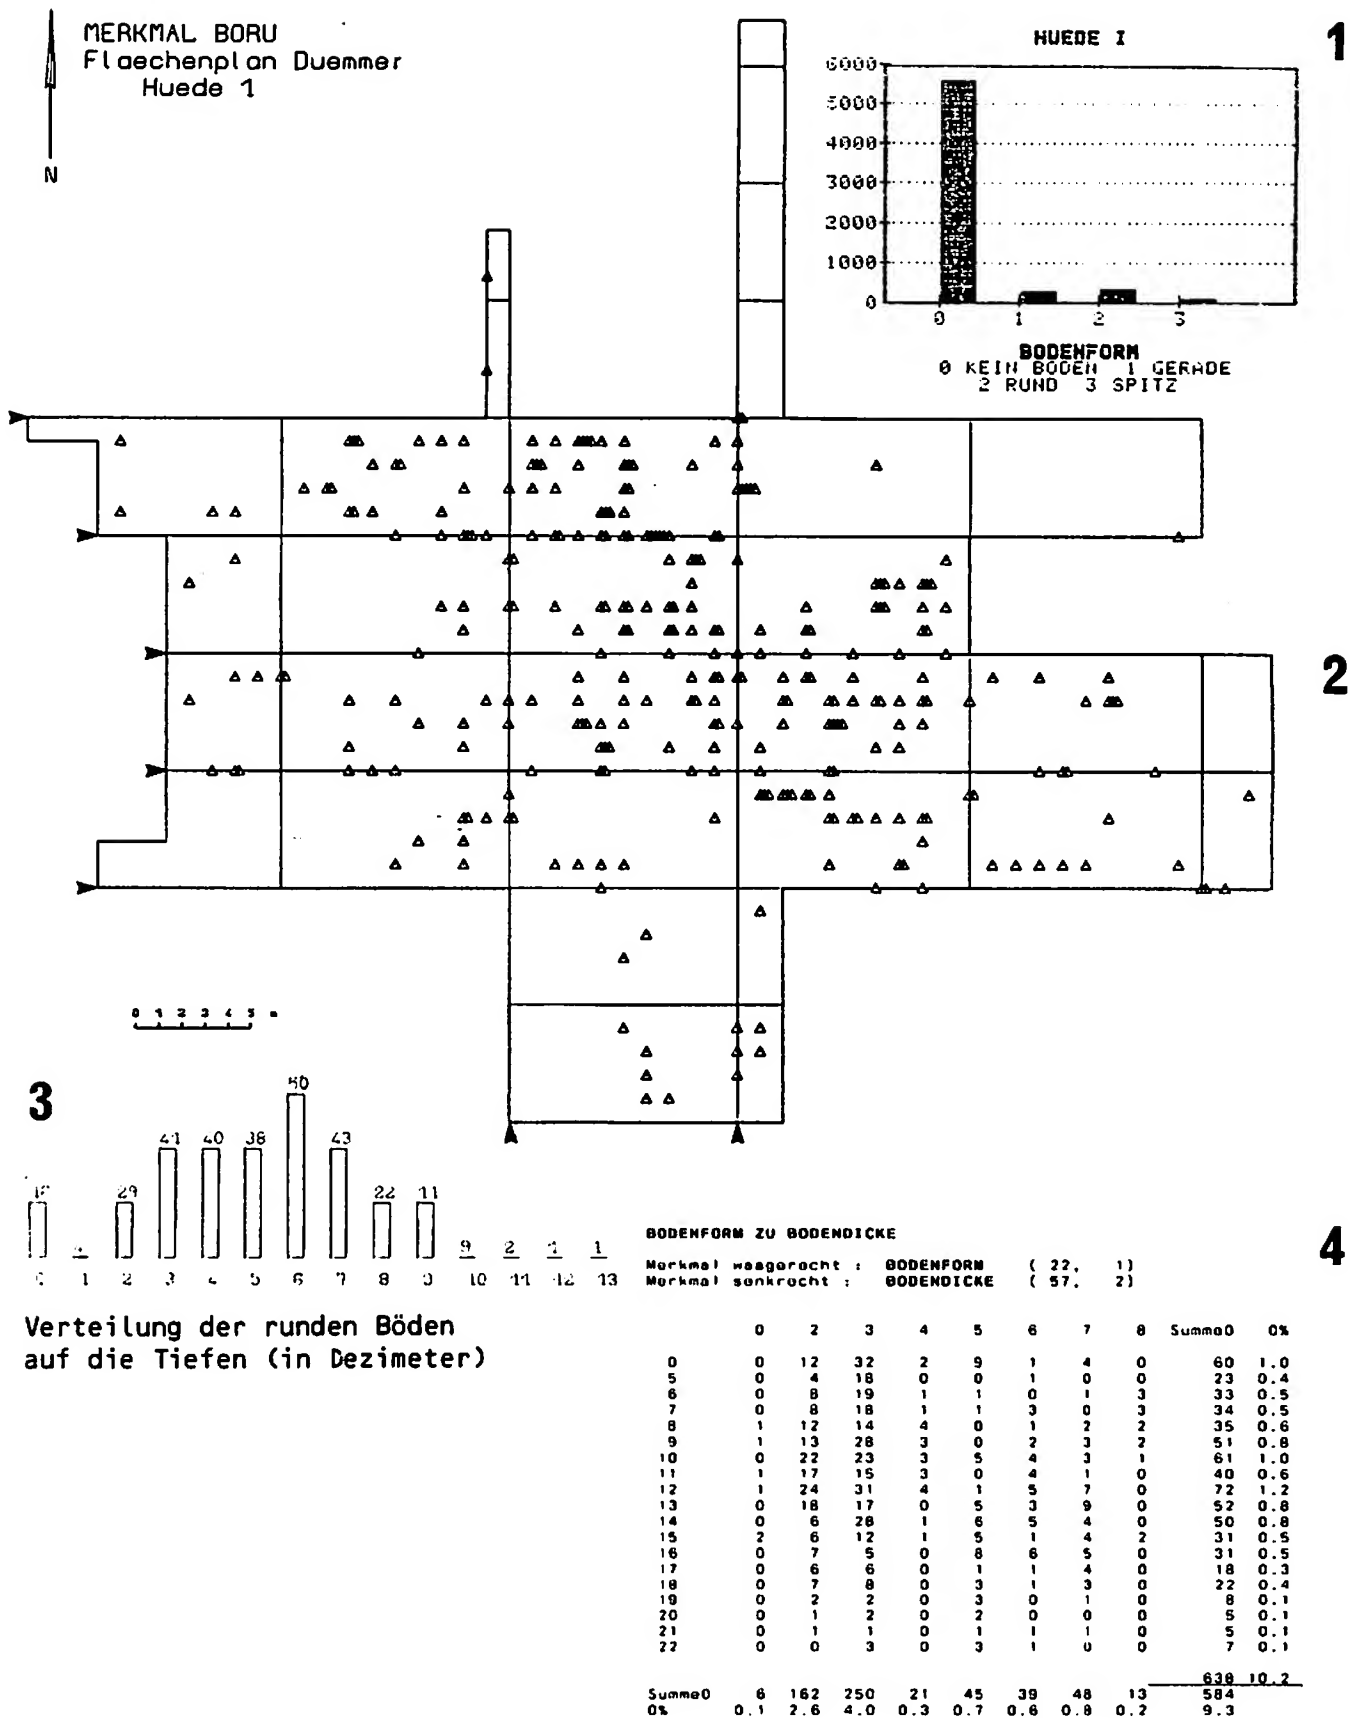 MERKMAL BORU
Flaechenplan Duemmer
Huede 1
N
HUEDE I
1
6000
5000
4000
3000
2000
1000
0
0 1 2 3
BODENFORM
0 KEIN BODEN 1 GERADE
2 RUND 3 SPITZ
2
0 1 2 3 4 5 m
3
29 41 40 38 50 43 22 11 9 2 1 1
0 1 2 3 4 5 6 7 8 9 10 11 12 13
Verteilung der runden Böden
auf die Tiefen (in Dezimeter)
4
BODENFORM ZU BODENDICKE
Merkmal waagerecht : BODENFORM ( 22, 1)
Merkmal senkrecht : BODENDICKE ( 57, 2)
0 2 3 4 5 6 7 8 Summe0 0%
0 0 12 32 2 9 1 4 0 60 1.0
5 0 4 18 0 0 1 0 0 23 0.4
6 0 8 19 1 1 0 1 3 33 0.5
7 0 8 18 1 1 3 0 3 34 0.5
8 1 12 14 4 0 1 2 2 35 0.6
9 1 13 28 3 0 2 3 2 51 0.8
10 0 22 23 3 5 4 3 1 61 1.0
11 1 17 15 3 0 4 1 0 40 0.6
12 1 24 31 4 1 5 7 0 72 1.2
13 0 18 17 0 5 3 9 0 52 0.8
14 0 6 28 1 6 5 4 0 50 0.8
15 2 6 12 1 5 1 4 2 31 0.5
16 0 7 5 0 8 6 5 0 31 0.5
17 0 6 6 0 1 1 4 0 18 0.3
18 0 7 8 0 3 1 3 0 22 0.4
19 0 2 2 0 3 0 1 0 8 0.1
20 0 1 2 0 2 0 0 0 5 0.1
21 0 1 1 0 1 1 1 0 5 0.1
22 0 0 3 0 3 1 0 0 7 0.1
638 10.2
Summe0 6 162 250 21 45 39 48 13 584
0% 0.1 2.6 4.0 0.3 0.7 0.6 0.8 0.2 9.3